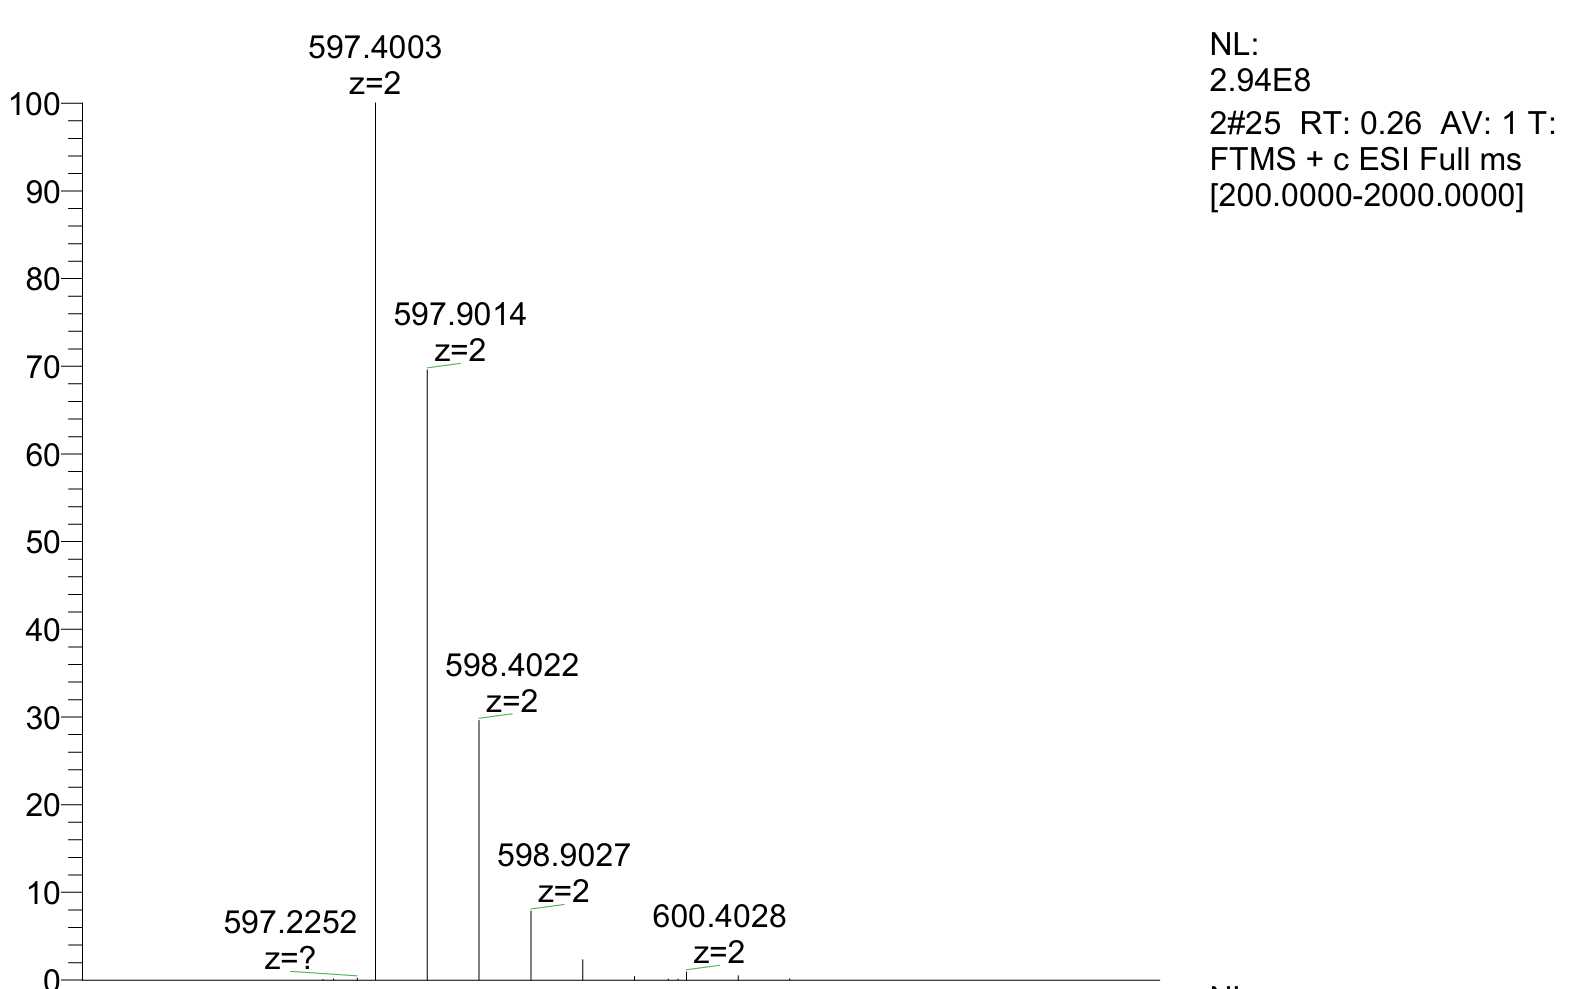 597.4003
z=2
NL:
2.94E8
2#25 RT: 0.26 AV: 1 T:
FTMS + c ESI Full ms
[200.0000-2000.0000]
100
90
80
597.9014
z=2
70
60
50
40
598.4022
z=2
30
20
598.9027
z=2
10
597.2252
z=?
600.4028
z=2
0